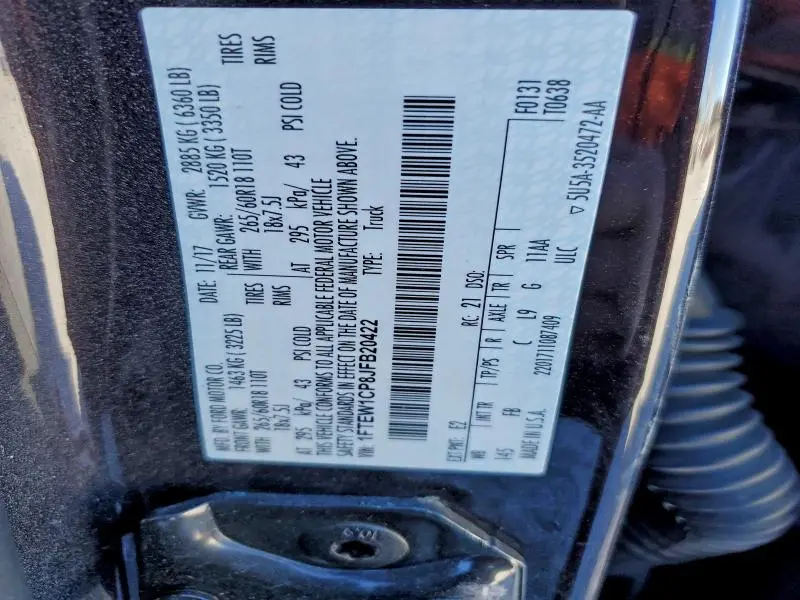 MFD. BY FORD MOTOR CO. DATE: 11/17 GVWR: 2885 KG ( 6360 LB)
FRONT GAWR: 1463 KG ( 3225 LB) REAR GAWR: 1520 KG ( 3350 LB)
WITH 265/60R18 110T TIRES WITH 265/60R18 110T TIRES
18x7.5J RIMS 18x7.5J RIMS
AT 295 kPa/ 43 PSI COLD AT 295 kPa/ 43 PSI COLD
THIS VEHICLE CONFORMS TO ALL APPLICABLE FEDERAL MOTOR VEHICLE
SAFETY STANDARDS IN EFFECT ON THE DATE OF MANUFACTURE SHOWN ABOVE.
VIN: 1FTEW1CP8JFB20422 TYPE: Truck
F0131
T0638
EXT PNT: E2 RC: 21 DSO:
WB INT TR TP/PS R AXLE TR SPR
145 FB C L9 G 11AA
MADE IN U.S.A. 2201711087409 ULC
▽ 5U5A-3520472-AA